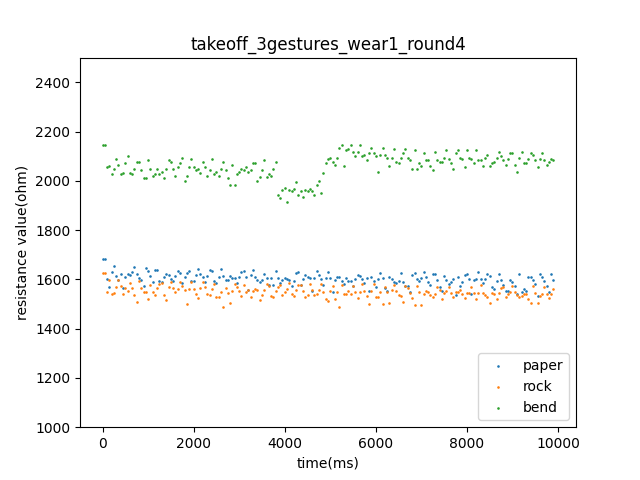 takeoff_3gestures_wear1_round4
resistance value(ohm)
2400
2200
2000
1800
1600
1400
1200
1000
0
2000
4000
6000
8000
10000
time(ms)
paper
rock
bend